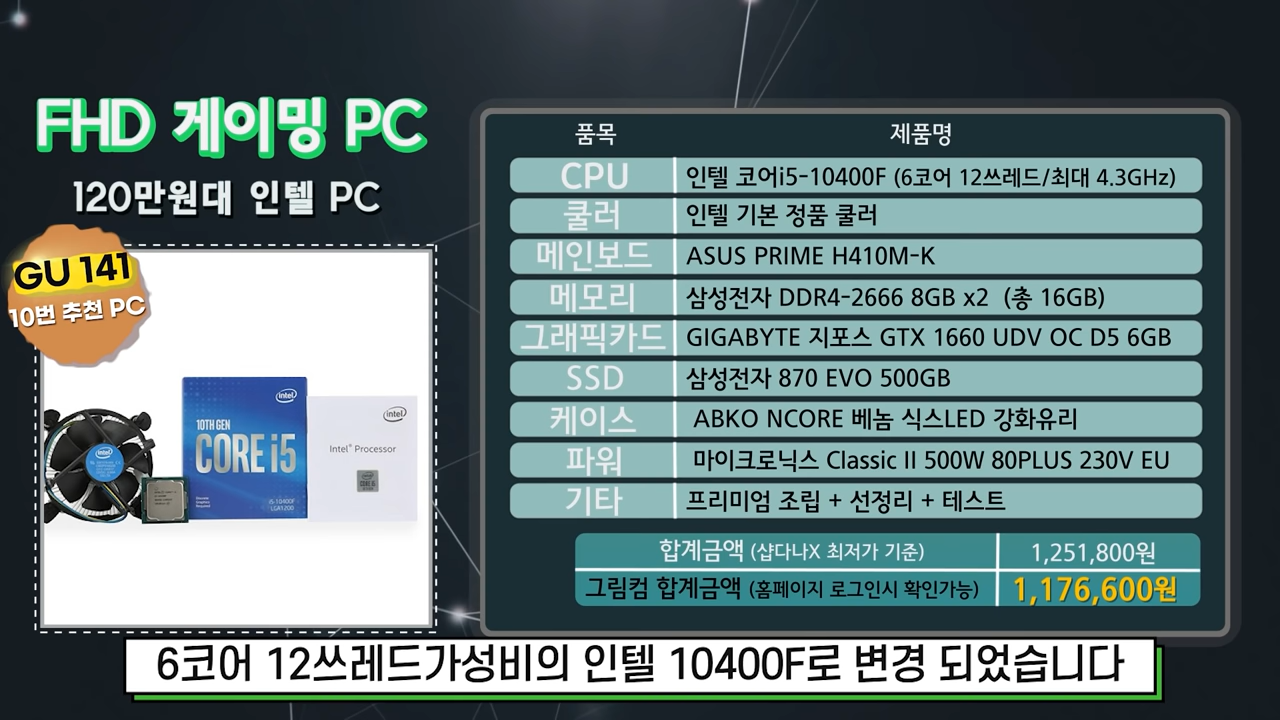 FHD 게이밍 PC
120만원대 인텔 PC
GU 141
10번 추천 PC
intel
10TH GEN
CORE i5
i5-10400F
LGA1200
intel
Intel® Processor
품목 제품명
CPU 인텔 코어i5-10400F (6코어 12쓰레드/최대 4.3GHz)
쿨러 인텔 기본 정품 쿨러
메인보드 ASUS PRIME H410M-K
메모리 삼성전자 DDR4-2666 8GB x2 (총 16GB)
그래픽카드 GIGABYTE 지포스 GTX 1660 UDV OC D5 6GB
SSD 삼성전자 870 EVO 500GB
케이스 ABKO NCORE 베놈 식스LED 강화유리
파워 마이크로닉스 Classic II 500W 80PLUS 230V EU
기타 프리미엄 조립 + 선정리 + 테스트
합계금액 (샵다나X 최저가 기준) 1,251,800원
그림컴 합계금액 (홈페이지 로그인시 확인가능) 1,176,600원
6코어 12쓰레드가성비의 인텔 10400F로 변경 되었습니다